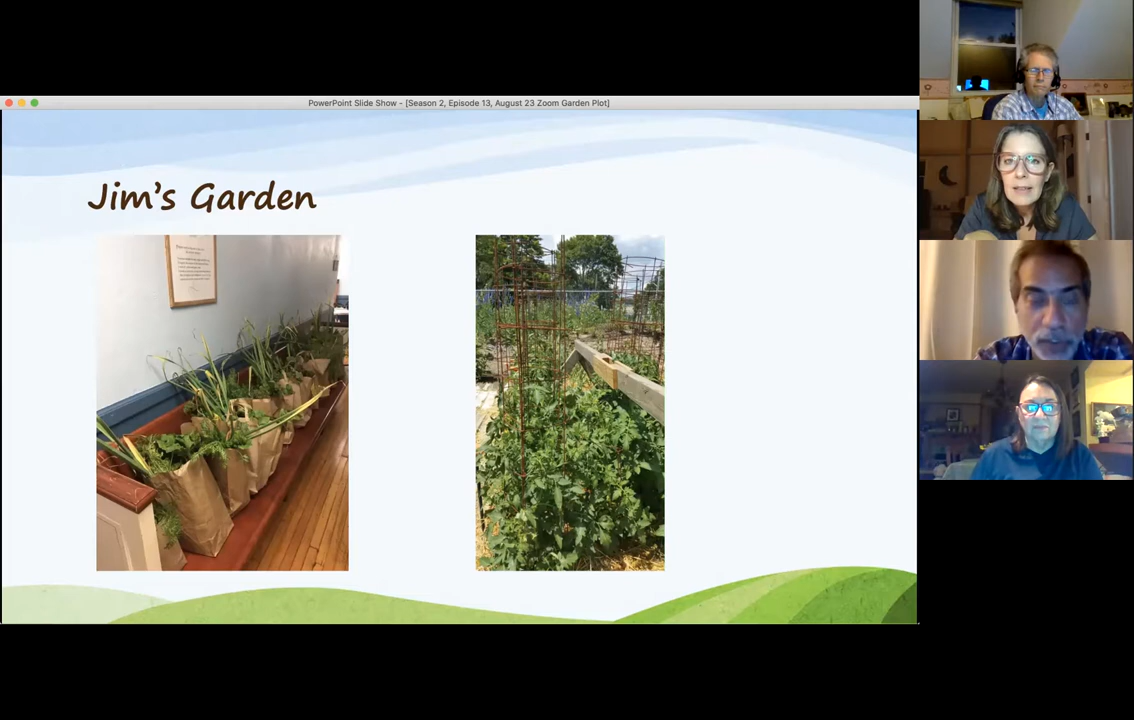 PowerPoint Slide Show - [Season 2, Episode 13, August 23 Zoom Garden Plot]
Jim's Garden